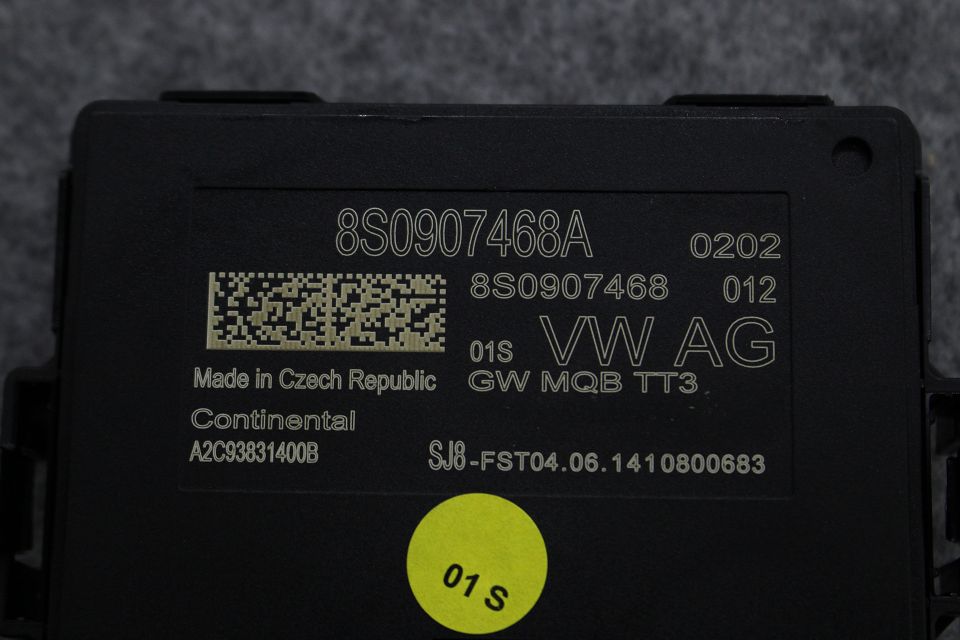 8S0907468A
0202
8S0907468
012
01S VW AG
GW MQB TT3
Made in Czech Republic
Continental
A2C93831400B
SJ8-FST04.06.1410800683
01 S